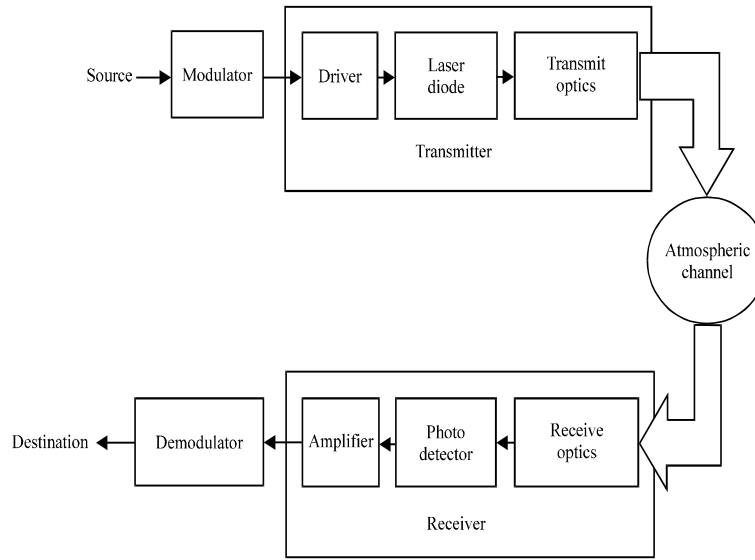 Source
Modulator
Driver
Laser
diode
Transmit
optics
Transmitter
Atmospheric
channel
Destination
Demodulator
Amplifier
Photo
detector
Receive
optics
Receiver